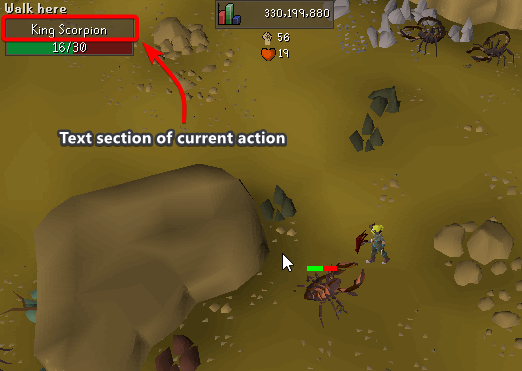 Walk here
King Scorpion
16/30
330,199,880
56
19
Text section of current action